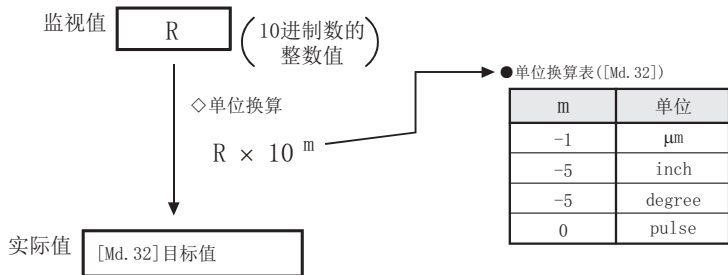 监视值 R (10进制数的
整数值)
●单位换算表([Md.32])
◇单位换算
R × 10 m
m 单位
-1 μm
-5 inch
-5 degree
0 pulse
实际值 [Md.32]目标值